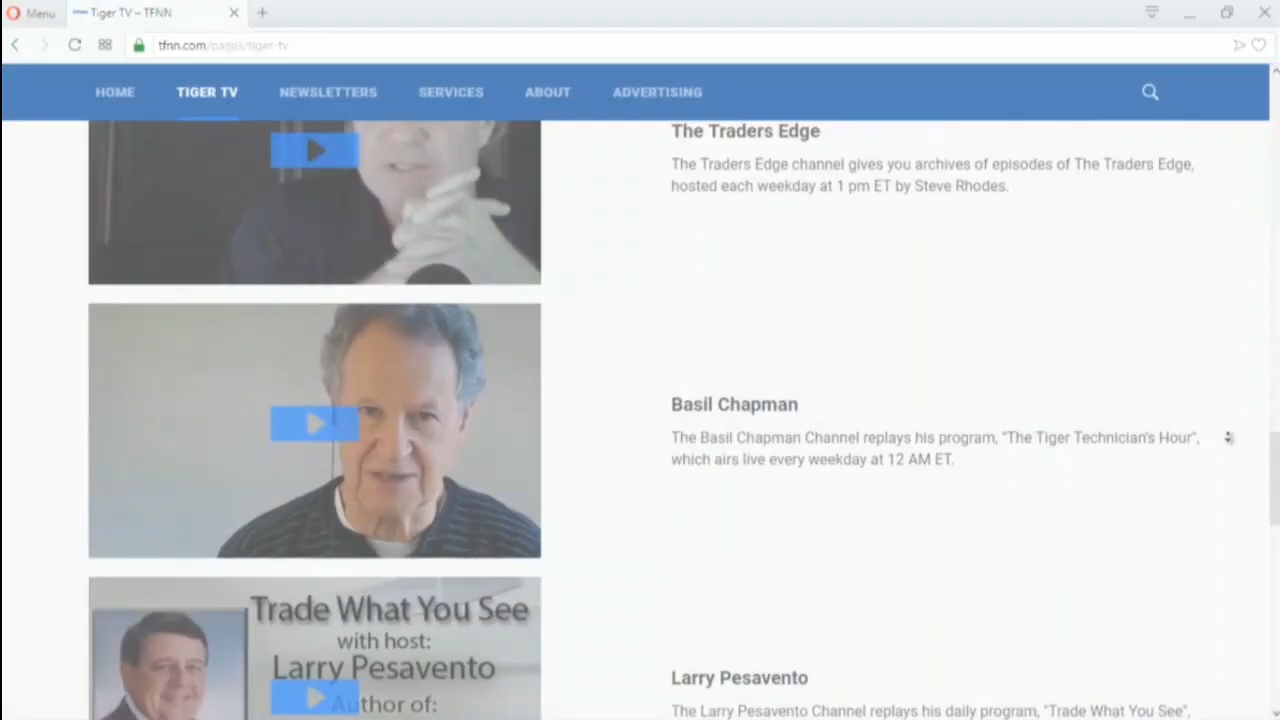 Menu
Tiger TV – TFNN
tfnn.com/pages/tiger-tv
HOME
TIGER TV
NEWSLETTERS
SERVICES
ABOUT
ADVERTISING
The Traders Edge
The Traders Edge channel gives you archives of episodes of The Traders Edge,
hosted each weekday at 1 pm ET by Steve Rhodes.
Basil Chapman
The Basil Chapman Channel replays his program, "The Tiger Technician's Hour",
which airs live every weekday at 12 AM ET.
Trade What You See
with host:
Larry Pesavento
Author of:
Larry Pesavento
The Larry Pesavento Channel replays his daily program, "Trade What You See",